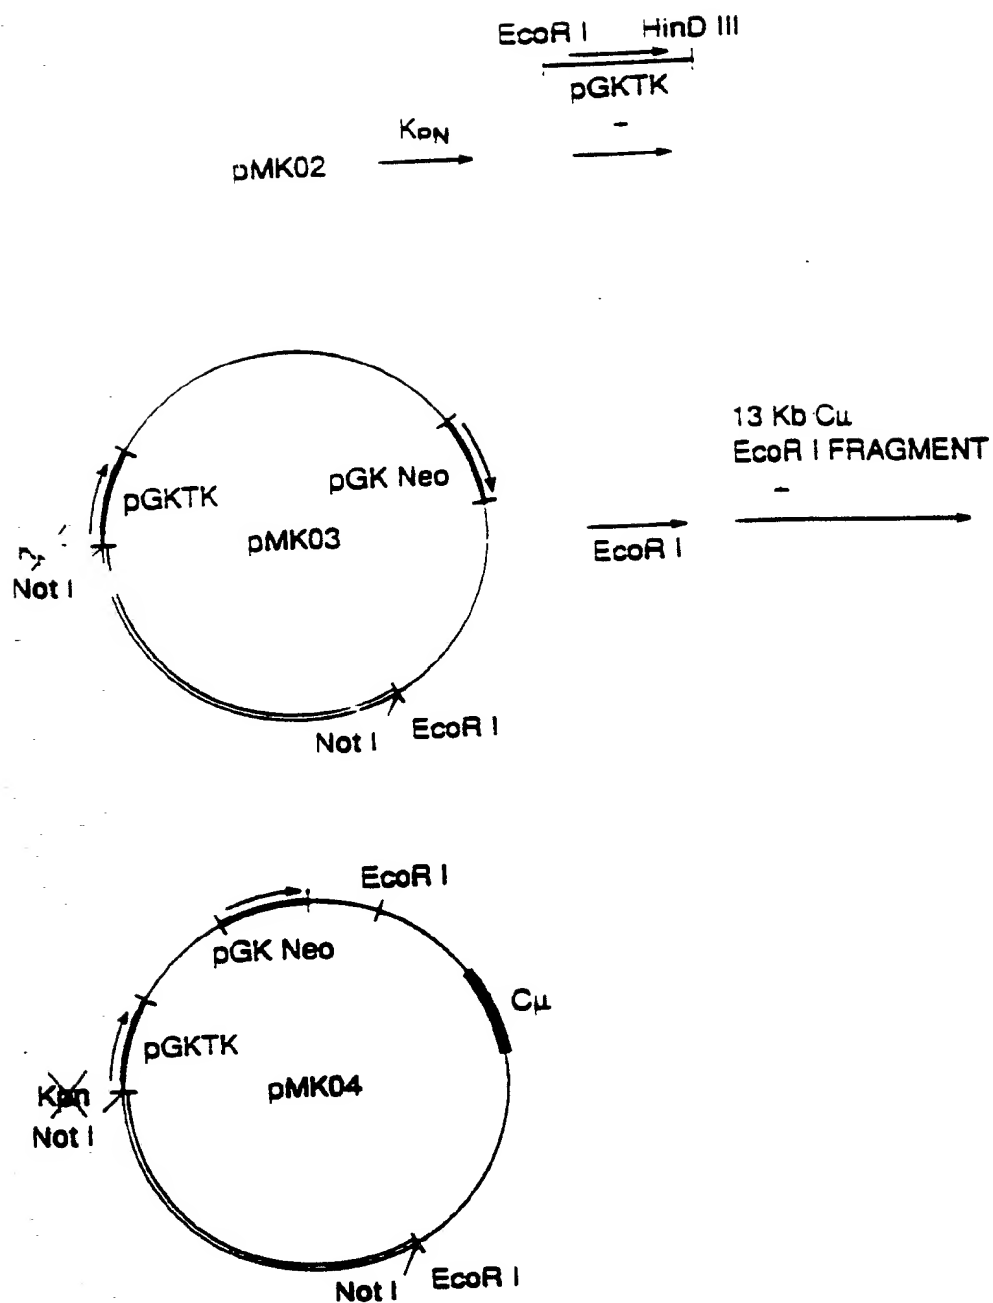 EcoR I HinD III
pGKTK
KPN
pMK02
13 Kb Cμ
EcoR I FRAGMENT
pGKTK
pGK Neo
pMK03
EcoR I
Not I
Not I EcoR I
EcoR I
pGK Neo
Cμ
pGKTK
pMK04
Kpn
Not I
Not I EcoR I